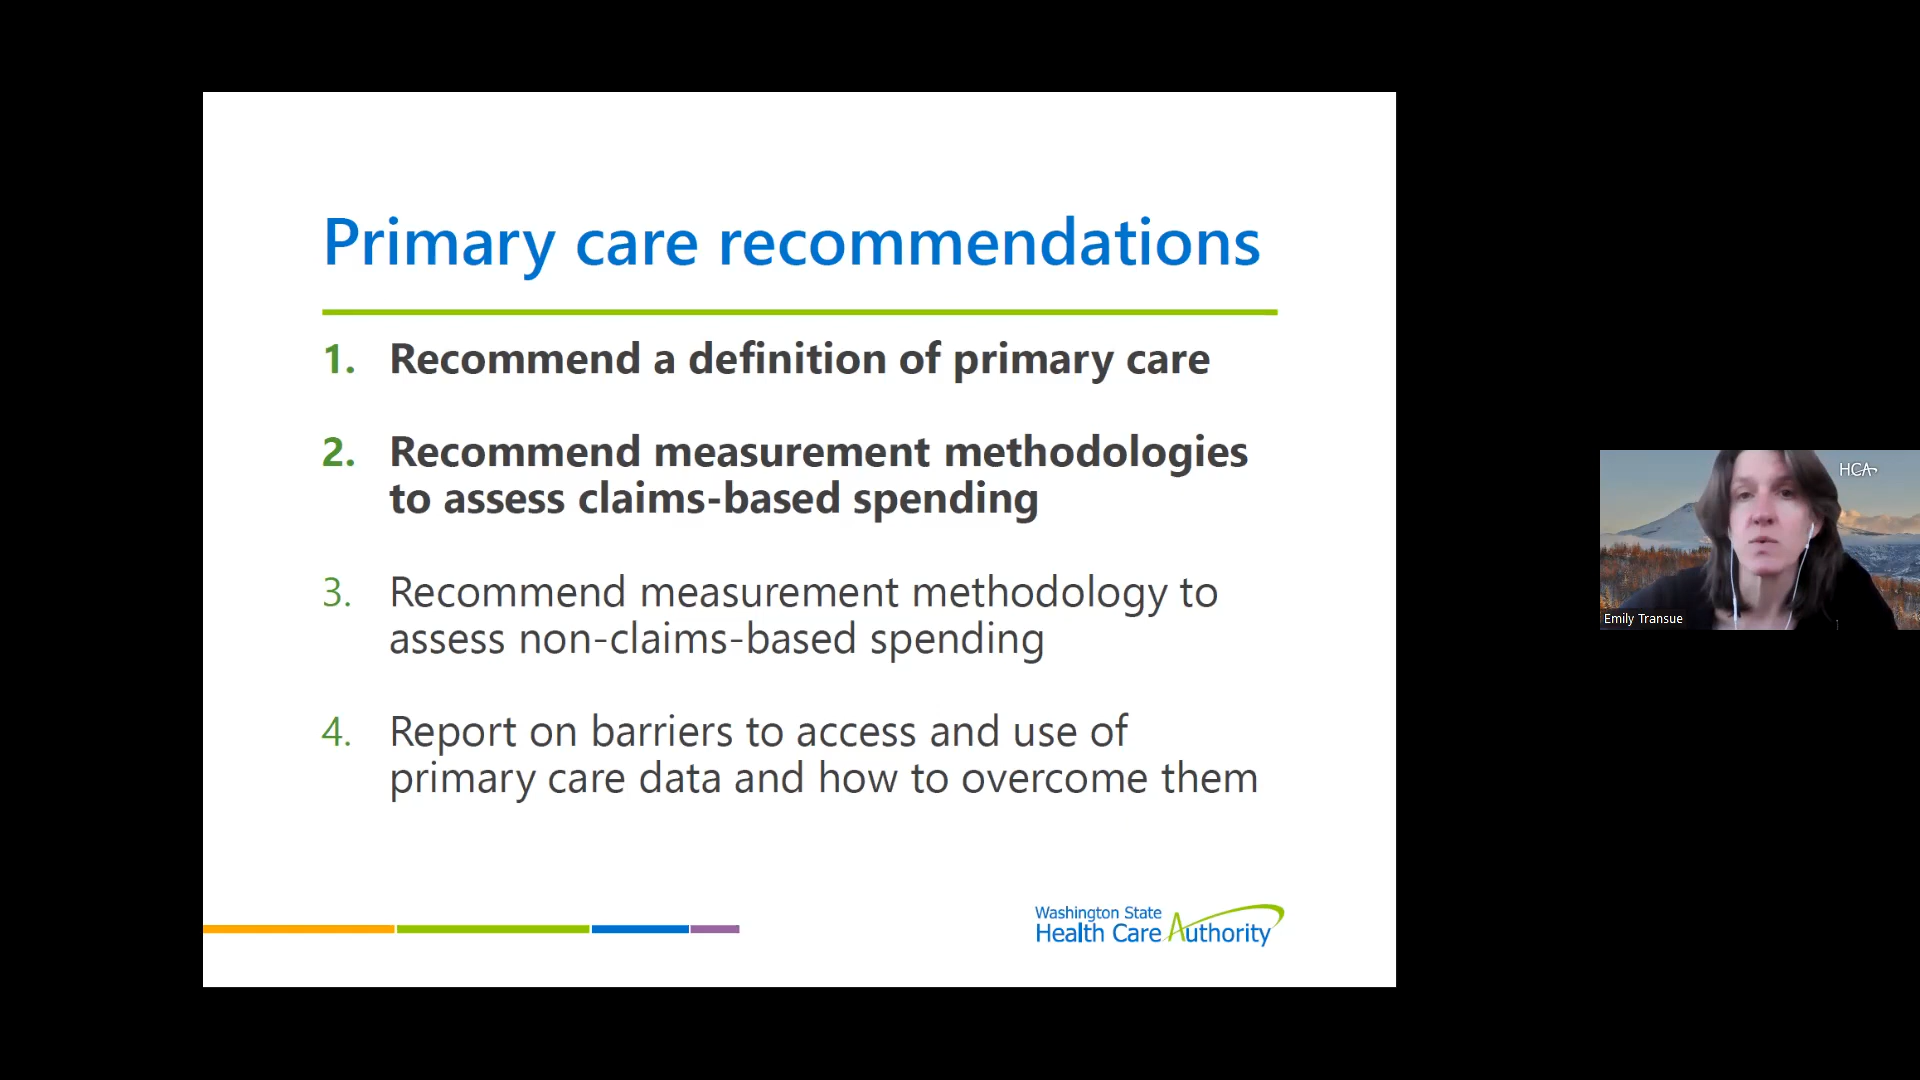 Primary care recommendations
1. Recommend a definition of primary care
2. Recommend measurement methodologies
to assess claims-based spending
3. Recommend measurement methodology to
assess non-claims-based spending
4. Report on barriers to access and use of
primary care data and how to overcome them
Washington State
Health Care Authority
HCA
Emily Transue